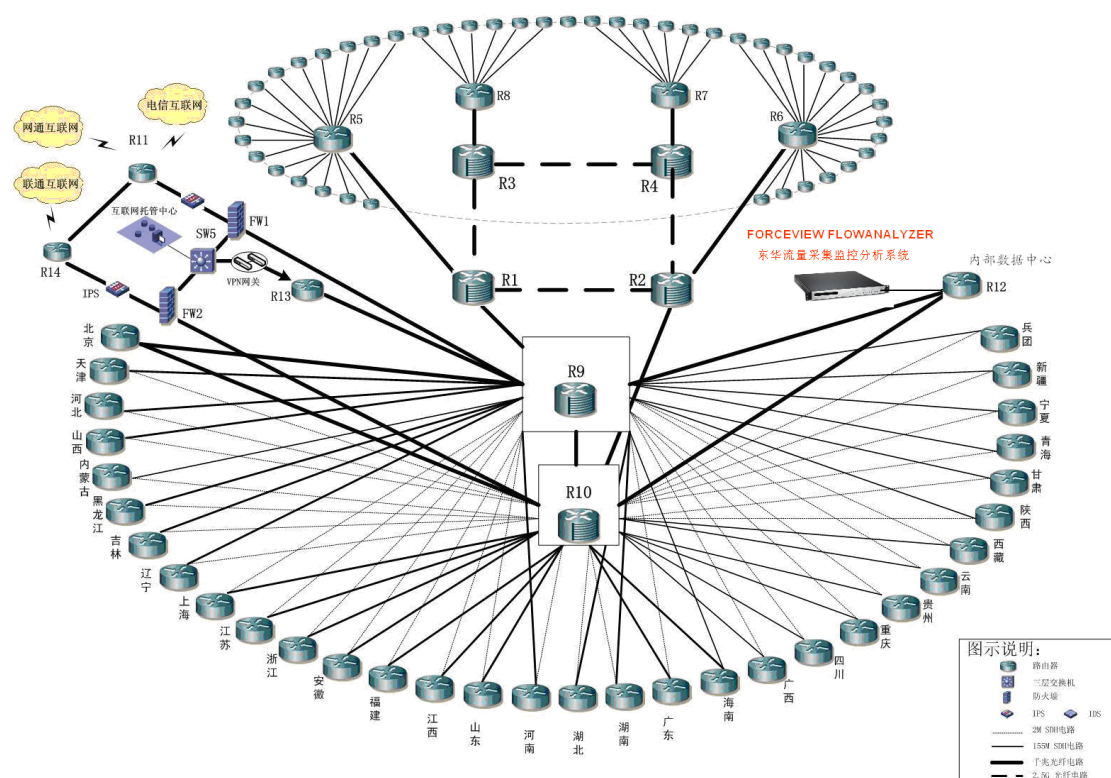 电信互联网
网通互联网
R11
联通互联网
互联网托管中心
SW5
FW1
R14
IPS
VPN网关
R13
FW2
R5
R8
R7
R6
R3
R4
R1
R2
FORCEVIEW FLOWANALYZER
东华流量采集监控分析系统
内部数据中心
R12
R9
R10
北京
天津
河北
山西
内蒙古
黑龙江
吉林
辽宁
上海
江苏
浙江
安徽
福建
江西
山东
河南
湖北
湖南
广东
海南
广西
四川
重庆
贵州
云南
西藏
陕西
甘肃
青海
宁夏
新疆
兵团
图示说明:
路由器
三层交换机
防火墙
IPS
IDS
2M SDH电路
155M SDH电路
千兆光纤电路
2.5G 光纤电路